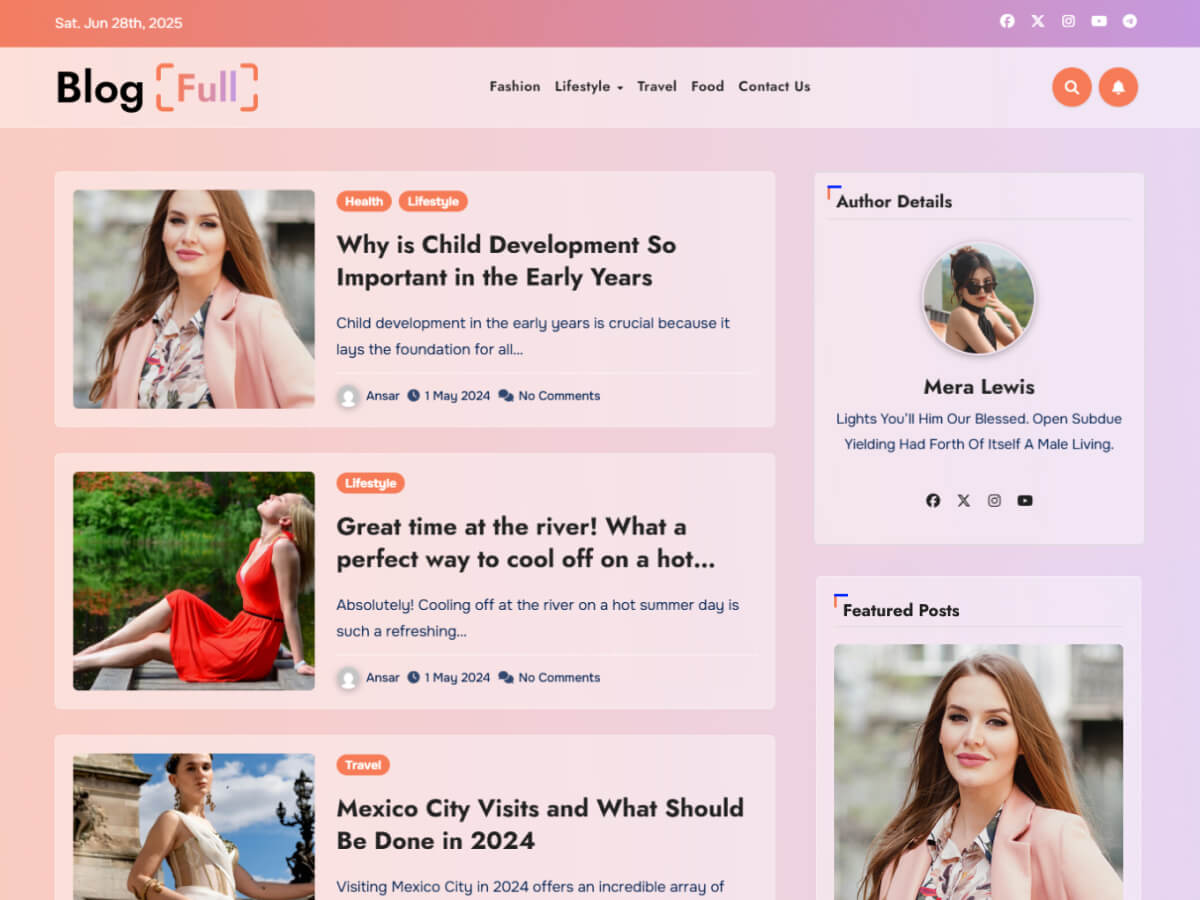 Sat. Jun 28th, 2025
Blog [Full]
Fashion Lifestyle Travel Food Contact Us
Health Lifestyle
Why is Child Development So
Important in the Early Years
Child development in the early years is crucial because it
lays the foundation for all...
Ansar 1 May 2024 No Comments
Lifestyle
Great time at the river! What a
perfect way to cool off on a hot...
Absolutely! Cooling off at the river on a hot summer day is
such a refreshing...
Ansar 1 May 2024 No Comments
Travel
Mexico City Visits and What Should
Be Done in 2024
Visiting Mexico City in 2024 offers an incredible array of
Author Details
Mera Lewis
Lights You'll Him Our Blessed. Open Subdue
Yielding Had Forth Of Itself A Male Living.
Featured Posts